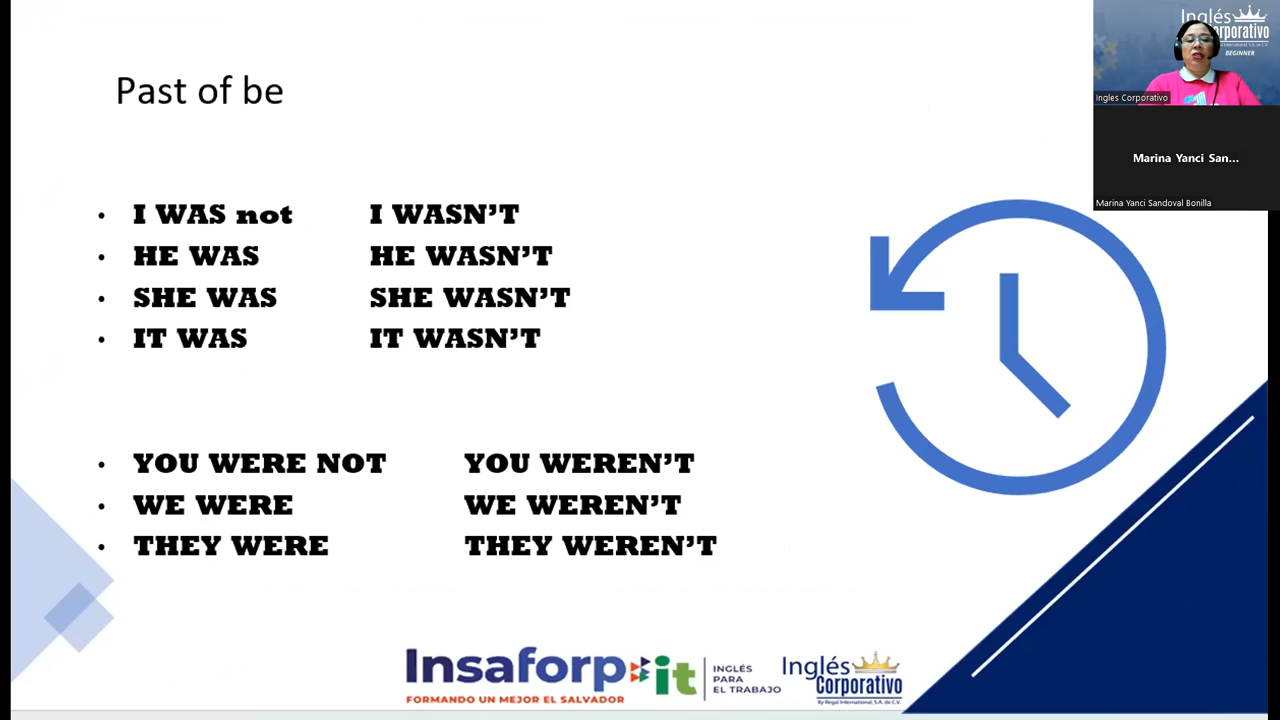 Past of be
• I WAS not I WASN'T
• HE WAS HE WASN'T
• SHE WAS SHE WASN'T
• IT WAS IT WASN'T
• YOU WERE NOT YOU WEREN'T
• WE WERE WE WEREN'T
• THEY WERE THEY WEREN'T
Insaforp
FORMANDO UN MEJOR EL SALVADOR
it
INGLÉS
PARA
EL TRABAJO
Inglés
Corporativo
By Regal International, S.A. de C.V.
Inglés
Corporativo
Regal International, S.A. de C.V.
BEGINNER
Ingles Corporativo
Marina Yanci San...
Marina Yanci Sandoval Bonilla